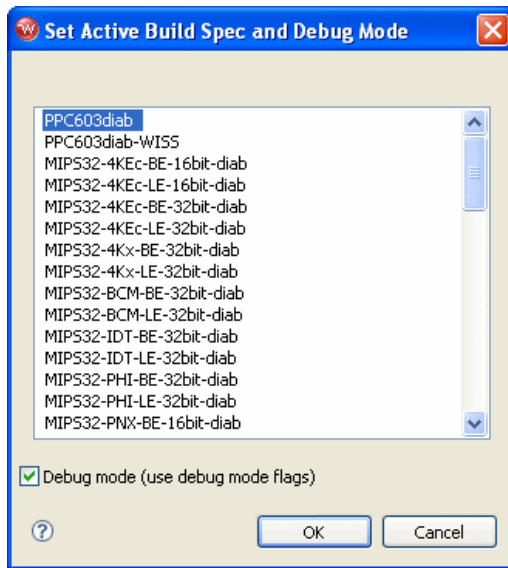 Set Active Build Spec and Debug Mode
PPC603diab
PPC603diab-WISS
MIPS32-4KEc-BE-16bit-diab
MIPS32-4KEc-LE-16bit-diab
MIPS32-4KEc-BE-32bit-diab
MIPS32-4KEc-LE-32bit-diab
MIPS32-4Kx-BE-32bit-diab
MIPS32-4Kx-LE-32bit-diab
MIPS32-BCM-BE-32bit-diab
MIPS32-BCM-LE-32bit-diab
MIPS32-IDT-BE-32bit-diab
MIPS32-IDT-LE-32bit-diab
MIPS32-PHI-BE-32bit-diab
MIPS32-PHI-LE-32bit-diab
MIPS32-PNX-BE-16bit-diab
Debug mode (use debug mode flags)
? OK Cancel